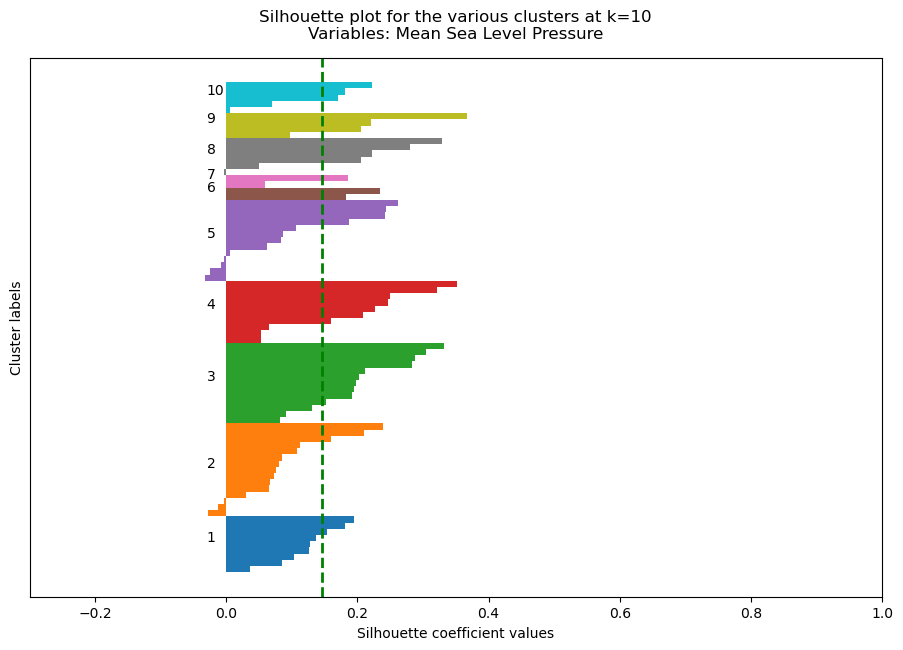 Silhouette plot for the various clusters at k=10
Variables: Mean Sea Level Pressure
10
9
8
7
6
5
4
3
2
1
Cluster labels
−0.2 0.0 0.2 0.4 0.6 0.8 1.0
Silhouette coefficient values